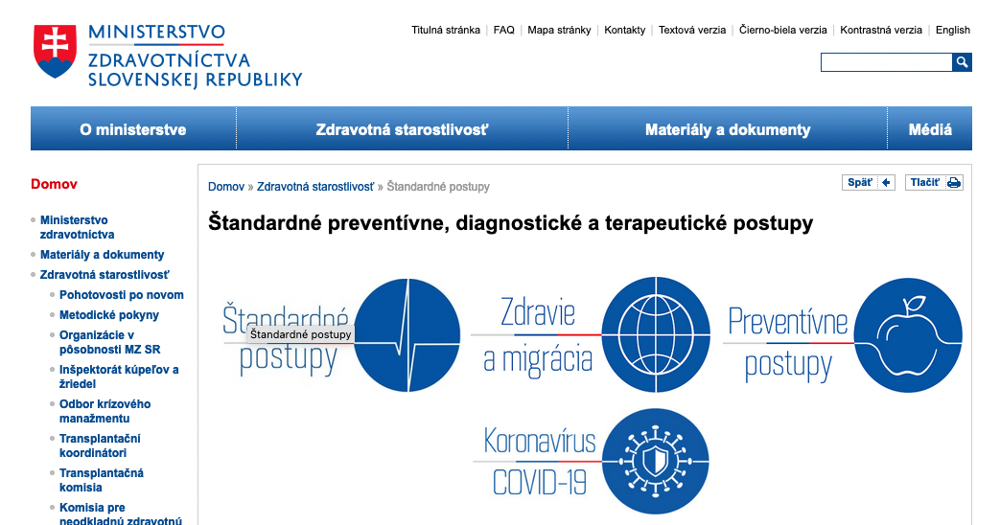 MINISTERSTVO
ZDRAVOTNÍCTVA
SLOVENSKEJ REPUBLIKY
Titulná stránka | FAQ | Mapa stránky | Kontakty | Textová verzia | Čierno-biela verzia | Kontrastná verzia | English
O ministerstve Zdravotná starostlivosť Materiály a dokumenty Médiá
Domov
Ministerstvo
zdravotníctva
Materiály a dokumenty
Zdravotná starostlivosť
Pohotovosti po novom
Metodické pokyny
Organizácie v
pôsobnosti MZ SR
Inšpektorát kúpeľov a
žriedel
Odbor krízového
manažmentu
Transplantační
koordinátori
Transplantačná
komisia
Komisia pre
neodkladnú zdravotnú
Domov » Zdravotná starostlivosť » Štandardné postupy
Späť Tlačiť
Štandardné preventívne, diagnostické a terapeutické postupy
Štandardné
postupy
Štandardné postupy
Zdravie
a migrácia
Preventívne
postupy
Koronavírus
COVID-19